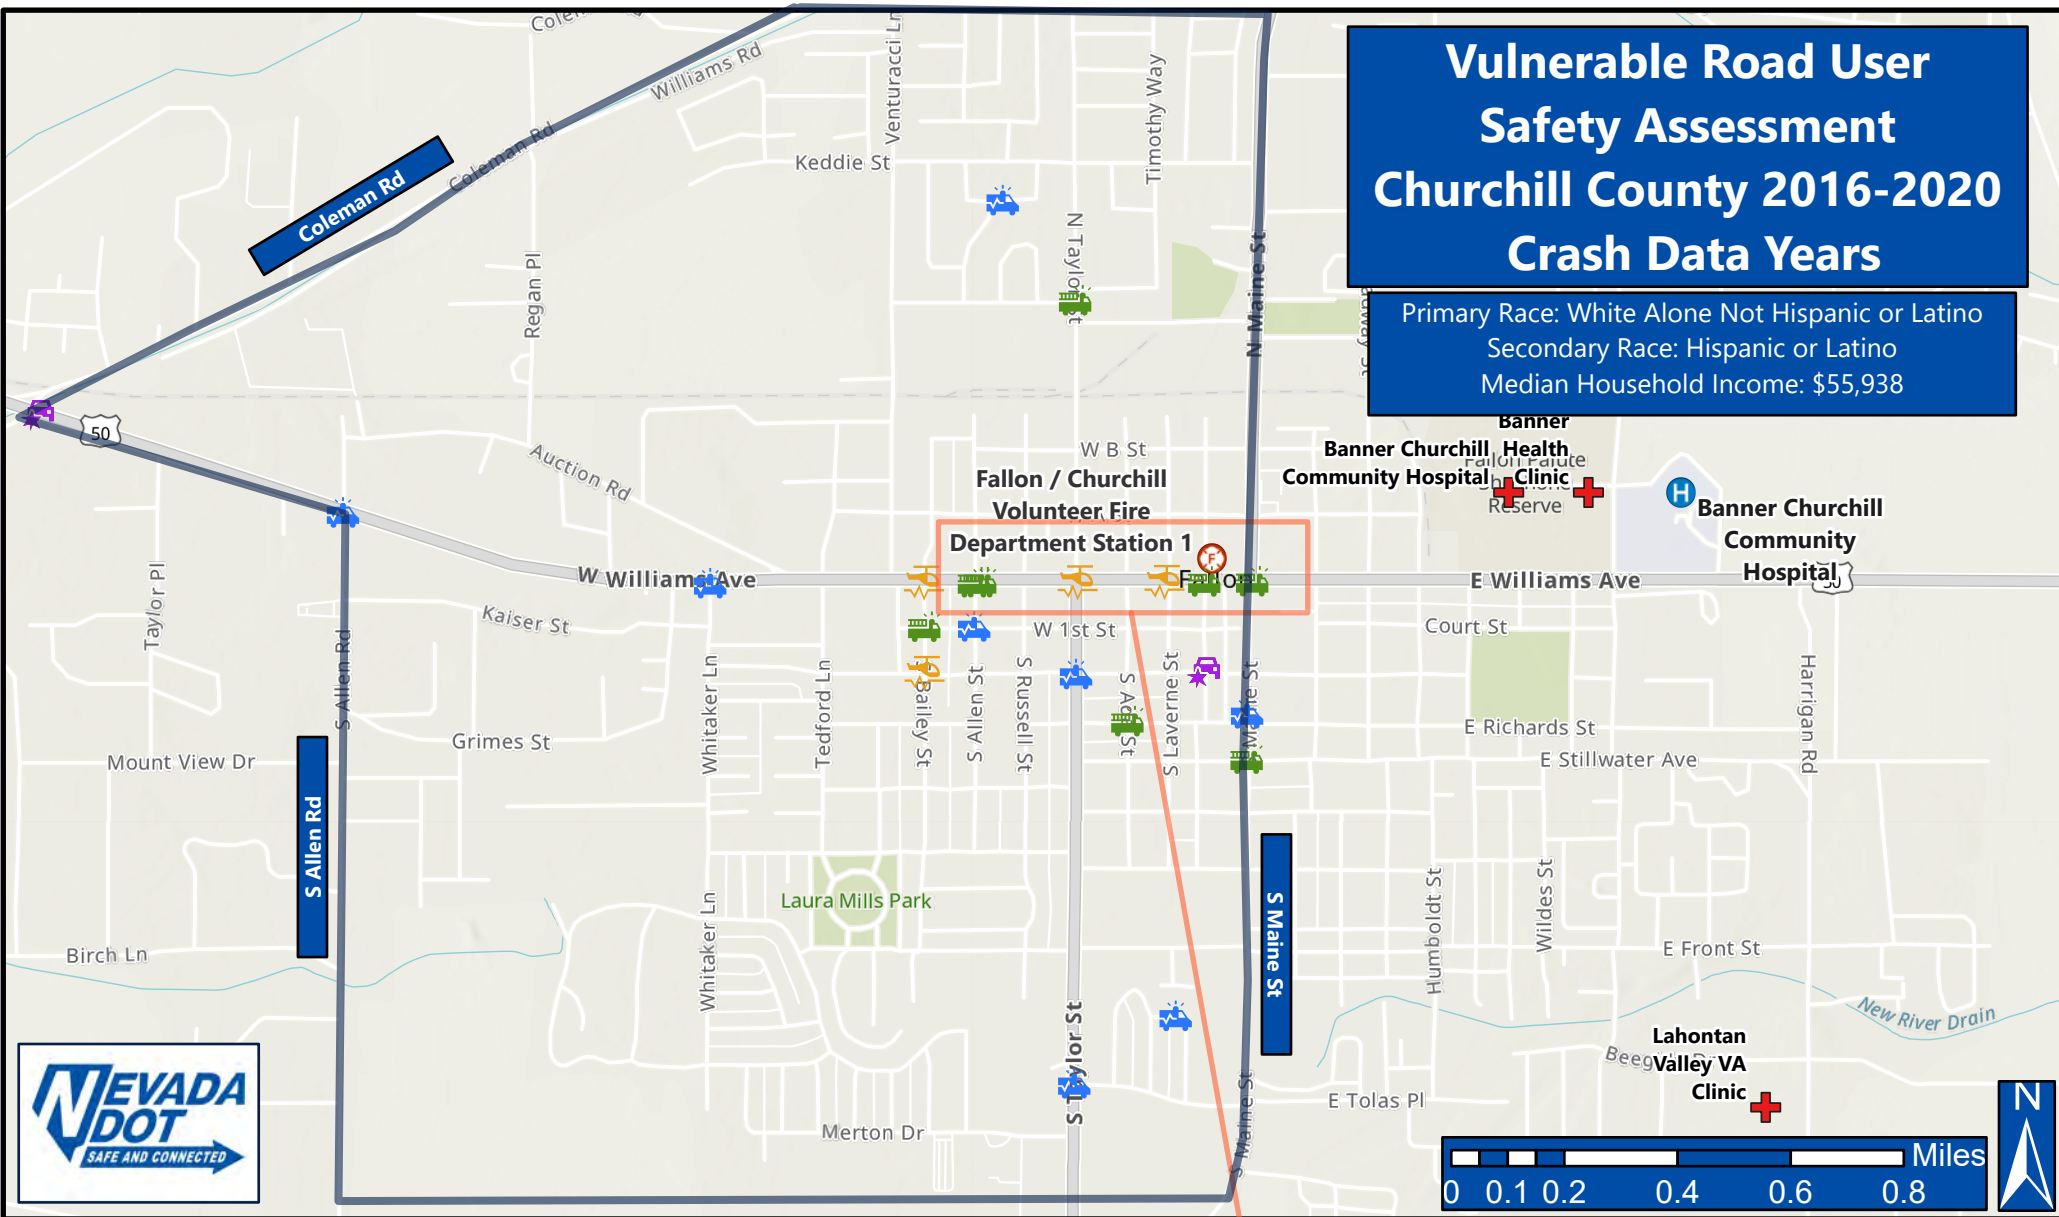 Vulnerable Road User
Safety Assessment
Churchill County 2016-2020
Crash Data Years
Primary Race: White Alone Not Hispanic or Latino
Secondary Race: Hispanic or Latino
Median Household Income: $55,938
Williams Rd
Venturacci Ln
Timothy Way
Keddie St
Coleman Rd
Coleman Rd
N Taylor St
N Maine St
Regan Pl
50
Auction Rd
W B St
Fallon / Churchill
Volunteer Fire
Department Station 1
F
Fallon
Banner Churchill
Community Hospital
Banner
Health
Clinic
Fallon Paiute
Shoshone
Reserve
H
Banner Churchill
Community
Hospital
50
W Williams Ave
E Williams Ave
Taylor Pl
Kaiser St
W 1st St
Court St
S Allen Rd
Whitaker Ln
Tedford Ln
S Bailey St
S Allen St
S Russell St
S Laverne St
S Maine St
Harrigan Rd
Grimes St
Mount View Dr
E Richards St
E Stillwater Ave
S Allen Rd
Laura Mills Park
S Maine St
Humboldt St
Wildes St
Birch Ln
Whitaker Ln
E Front St
New River Drain
S Taylor St
Lahontan
Valley VA
Clinic
E Tolas Pl
Merton Dr
S Maine St
NEVADA
DOT
SAFE AND CONNECTED
N
Miles
0 0.1 0.2 0.4 0.6 0.8